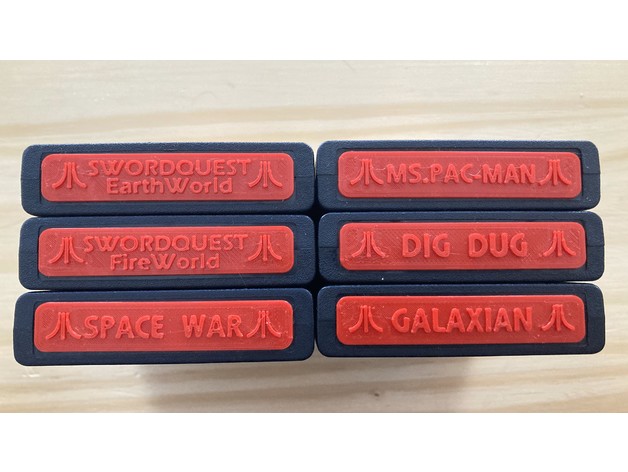 SWORDQUEST
EarthWorld
SWORDQUEST
FireWorld
SPACE WAR
MS.PAC-MAN
DIG DUG
GALAXIAN